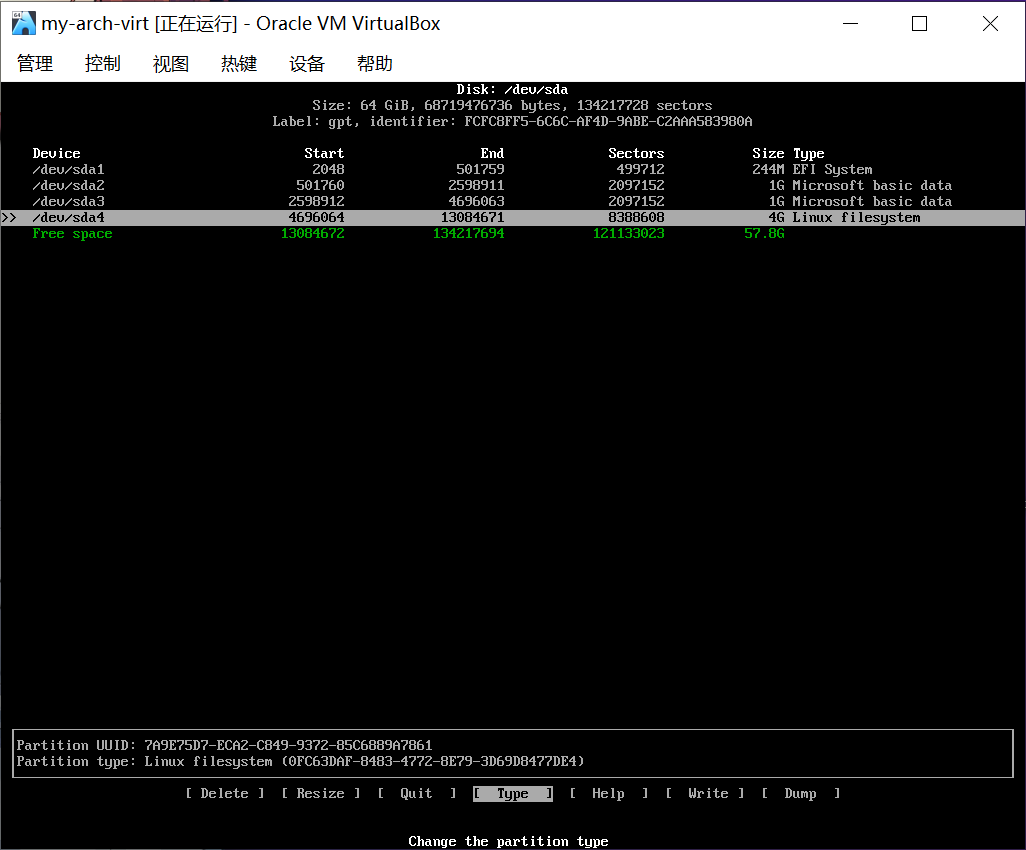 my-arch-virt [正在运行] - Oracle VM VirtualBox
管理 控制 视图 热键 设备 帮助
Disk: /dev/sda
Size: 64 GiB, 68719476736 bytes, 134217728 sectors
Label: gpt, identifier: FCFC8FF5-6C6C-AF4D-9ABE-C2AAA583980A
Device Start End Sectors Size Type
/dev/sda1 2048 501759 499712 244M EFI System
/dev/sda2 501760 2598911 2097152 1G Microsoft basic data
/dev/sda3 2598912 4696063 2097152 1G Microsoft basic data
>> /dev/sda4 4696064 13084671 8388608 4G Linux filesystem
Free space 13084672 134217694 121133023 57.8G
Partition UUID: 7A9E75D7-ECA2-C849-9372-85C6889A7861
Partition type: Linux filesystem (0FC63DAF-8483-4772-8E79-3D69D8477DE4)
[ Delete ] [ Resize ] [ Quit ] [ Type ] [ Help ] [ Write ] [ Dump ]
Change the partition type